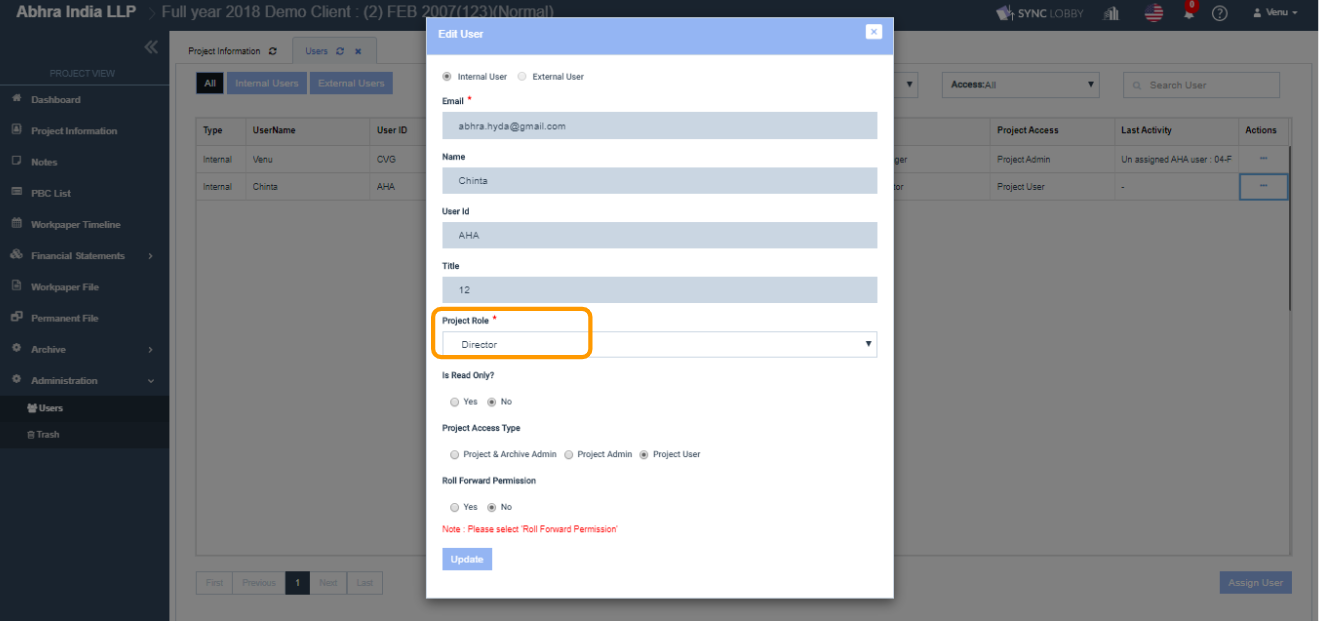 Abhra India LLP > Full year 2018 Demo Client : (2) FEB 2007(123)(Normal)
SYNC LOBBY
0
Venu
Project Information
Users
PROJECT VIEW
Dashboard
Project Information
Notes
PBC List
Workpaper Timeline
Financial Statements
Workpaper File
Permanent File
Archive
Administration
Users
Trash
All
Internal Users
External Users
Access:All
Search User
Type UserName User ID Project Access Last Activity Actions
Internal Venu CVG ger Project Admin Un assigned AHA user : 04-F ...
Internal Chinta AHA tor Project User - ...
First Previous 1 Next Last
Assign User
Edit User
×
Internal User External User
Email *
abhra.hyda@gmail.com
Name
Chinta
User Id
AHA
Title
12
Project Role *
Director
Is Read Only?
Yes No
Project Access Type
Project & Archive Admin Project Admin Project User
Roll Forward Permission
Yes No
Note : Please select 'Roll Forward Permission'
Update